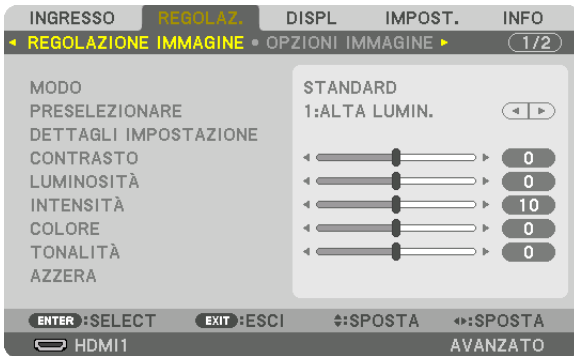 INGRESSO REGOLAZ. DISPL IMPOST. INFO
REGOLAZIONE IMMAGINE OPZIONI IMMAGINE 1/2
MODO STANDARD
PRESELEZIONARE 1:ALTA LUMIN.
DETTAGLI IMPOSTAZIONE
CONTRASTO 0
LUMINOSITÀ 0
INTENSITÀ 10
COLORE 0
TONALITÀ 0
AZZERA
ENTER :SELECT EXIT :ESCI :SPOSTA :SPOSTA
HDMI1 AVANZATO